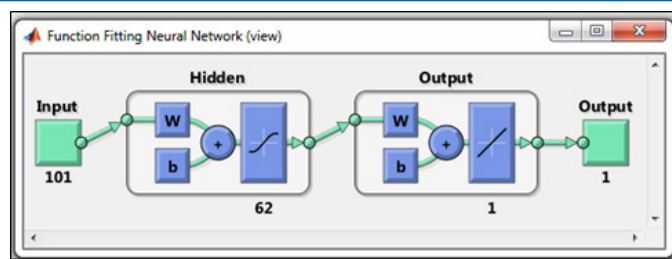 Function Fitting Neural Network (view)
Hidden Output
Input W b + W b + Output
101 62 1 1